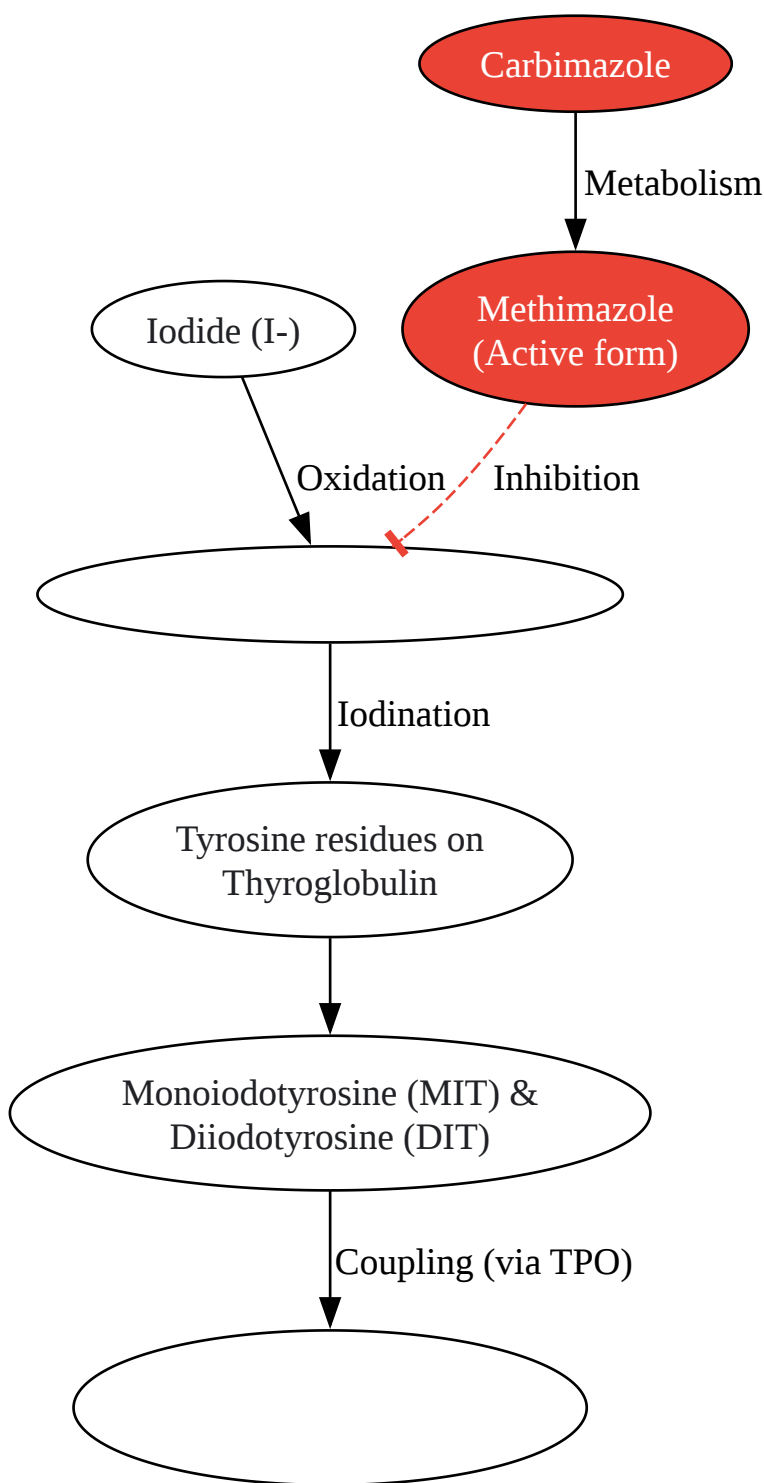 Carbimazole
Metabolism
Methimazole
(Active form)
Iodide (I-)
Oxidation
Inhibition
Iodination
Tyrosine residues on
Thyroglobulin
Monoiodotyrosine (MIT) &
Diiodotyrosine (DIT)
Coupling (via TPO)